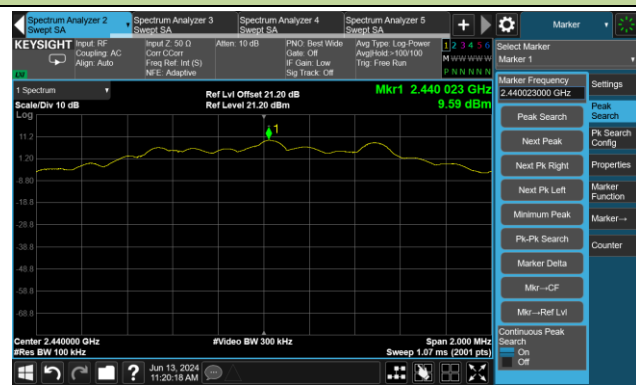 Spectrum Analyzer 2
Swept SA
Spectrum Analyzer 3
Swept SA
Spectrum Analyzer 4
Swept SA
Spectrum Analyzer 5
Swept SA
+
Marker
KEYSIGHT
Input: RF
Coupling: AC
Align: Auto
Input Z: 50 Ω
Corr CCorr
Freq Ref: Int (S)
NFE: Adaptive
Atten: 10 dB
PNO: Best Wide
Gate: Off
IF Gain: Low
Sig Track: Off
Avg Type: Log-Power
Avg|Hold:>100/100
Trig: Free Run
1 2 3 4 5 6
M W W W W W
P N N N N N
Select Marker
Marker 1
1 Spectrum
Scale/Div 10 dB
Ref Lvl Offset 21.20 dB
Ref Level 21.20 dBm
Mkr1 2.440 023 GHz
9.59 dBm
Log
1
11.2
1.20
-8.80
-18.8
-28.8
-38.8
-48.8
-58.8
-68.8
Center 2.440000 GHz
#Res BW 100 kHz
#Video BW 300 kHz
Span 2.000 MHz
Sweep 1.07 ms (2001 pts)
Marker Frequency
2.440023000 GHz
Peak Search
Next Peak
Next Pk Right
Next Pk Left
Minimum Peak
Pk-Pk Search
Marker Delta
Mkr→CF
Mkr→Ref Lvl
Continuous Peak
Search
On
Off
Settings
Peak
Search
Pk Search
Config
Properties
Marker
Function
Marker→
Counter
?
Jun 13, 2024
11:20:18 AM